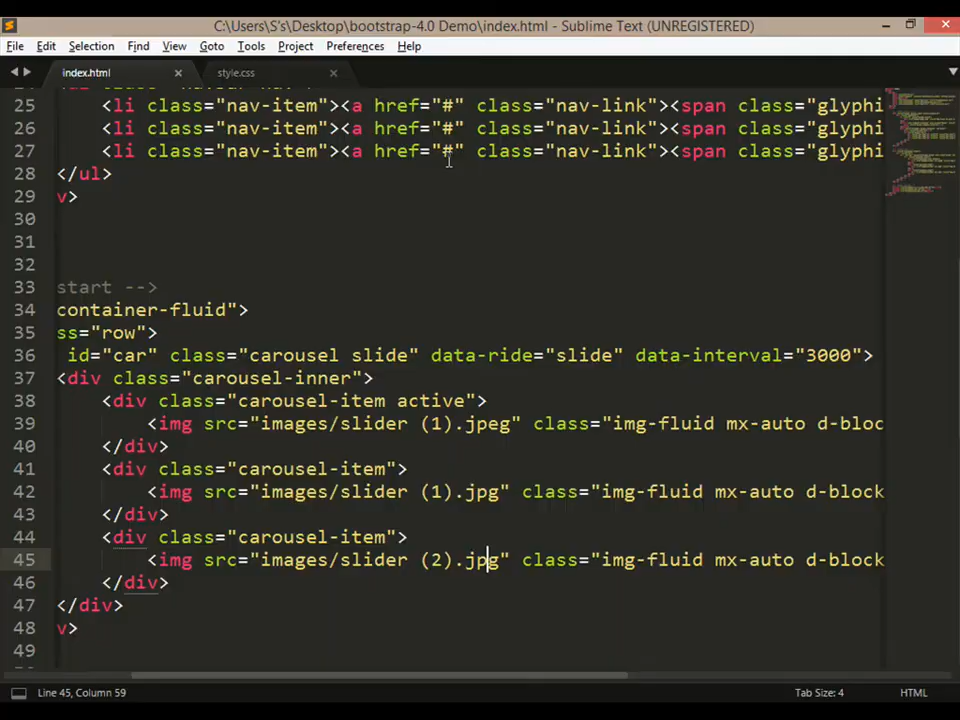 C:\Users\S's\Desktop\bootstrap-4.0 Demo\index.html - Sublime Text (UNREGISTERED)
File Edit Selection Find View Goto Tools Project Preferences Help
index.html style.css
25 <li class="nav-item"><a href="#" class="nav-link"><span class="glyphi
26 <li class="nav-item"><a href="#" class="nav-link"><span class="glyphi
27 <li class="nav-item"><a href="#" class="nav-link"><span class="glyphi
28 </ul>
29 v>
30
31
32
33 start -->
34 container-fluid">
35 ss="row">
36 id="car" class="carousel slide" data-ride="slide" data-interval="3000">
37 <div class="carousel-inner">
38 <div class="carousel-item active">
39 <img src="images/slider (1).jpeg" class="img-fluid mx-auto d-bloc
40 </div>
41 <div class="carousel-item">
42 <img src="images/slider (1).jpg" class="img-fluid mx-auto d-block
43 </div>
44 <div class="carousel-item">
45 <img src="images/slider (2).jpg" class="img-fluid mx-auto d-block
46 </div>
47 </div>
48 v>
49
Line 45, Column 59 Tab Size: 4 HTML